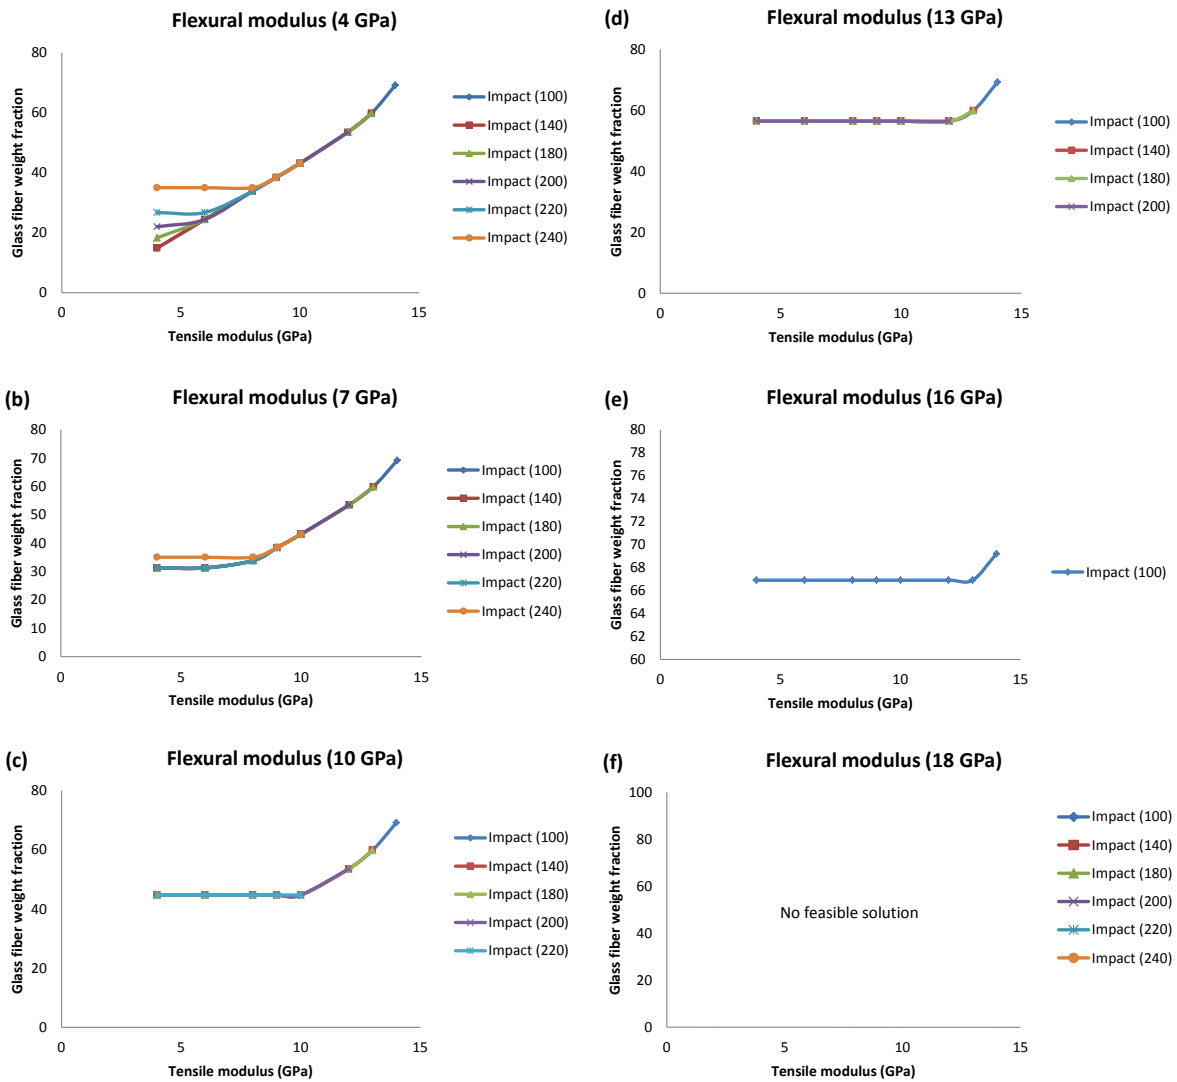 Flexural modulus (4 GPa)
Glass fiber weight fraction
80
60
40
20
0
0 5 10 15
Tensile modulus (GPa)
Impact (100)
Impact (140)
Impact (180)
Impact (200)
Impact (220)
Impact (240)
(b) Flexural modulus (7 GPa)
Glass fiber weight fraction
80
70
60
50
40
30
20
10
0
0 5 10 15
Tensile modulus (GPa)
Impact (100)
Impact (140)
Impact (180)
Impact (200)
Impact (220)
Impact (240)
(c) Flexural modulus (10 GPa)
Glass fiber weight fraction
80
60
40
20
0
0 5 10 15
Tensile modulus (GPa)
Impact (100)
Impact (140)
Impact (180)
Impact (200)
Impact (220)
(d) Flexural modulus (13 GPa)
Glass fiber weight fraction
80
60
40
20
0
0 5 10 15
Tensile modulus (GPa)
Impact (100)
Impact (140)
Impact (180)
Impact (200)
(e) Flexural modulus (16 GPa)
Glass fiber weight fraction
80
78
76
74
72
70
68
66
64
62
60
0 5 10 15
Tensile modulus (GPa)
Impact (100)
(f) Flexural modulus (18 GPa)
Glass fiber weight fraction
100
80
60
40
20
0
No feasible solution
0 5 10 15
Tensile modulus (GPa)
Impact (100)
Impact (140)
Impact (180)
Impact (200)
Impact (220)
Impact (240)